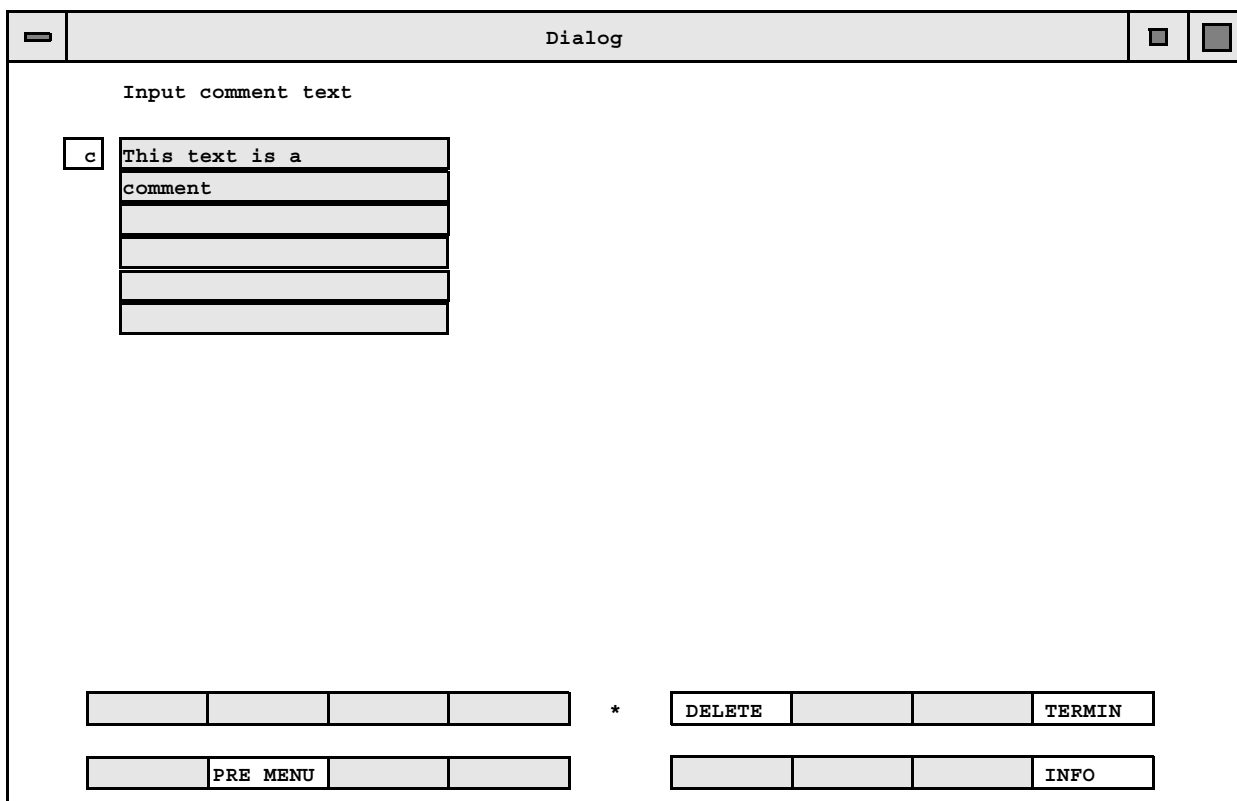 Dialog
Input comment text
c This text is a
comment
* DELETE TERMIN
PRE MENU INFO